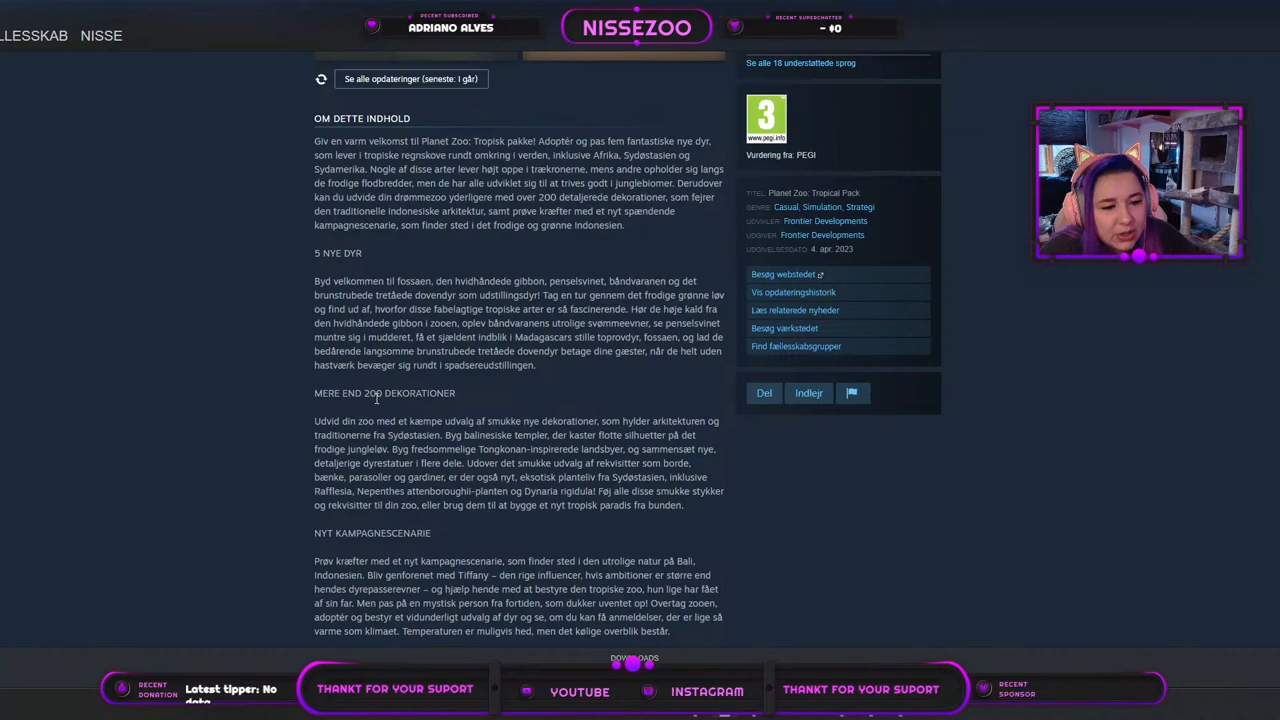 RECENT SUBSCRIBER
ADRIANO ALVES
NISSEZOO
RECENT SUPERCHATTER
- $0
LLESSKAB NISSE
Se alle opdateringer (seneste: I går)
OM DETTE INDHOLD
Giv en varm velkomst til Planet Zoo: Tropisk pakke! Adoptér og pas fem fantastiske nye dyr,
som lever i tropiske regnskove rundt omkring i verden, inklusive Afrika, Sydøstasien og
Sydamerika. Nogle af disse arter lever højt oppe i trækronerne, mens andre opholder sig langs
de frodige flodbredder, men de har alle udviklet sig til at trives godt i junglebiomer. Derudover
kan du udvide din drømmezoo yderligere med over 200 detaljerede dekorationer, som fejrer
den traditionelle indonesiske arkitektur, samt prøve kræfter med et nyt spændende
kampagnescenarie, som finder sted i det frodige og grønne Indonesien.
5 NYE DYR
Byd velkommen til fossaen, den hvidhåndede gibbon, penselsvinet, båndvaranen og det
brunstrubede tretåede dovendyr som udstillingsdyr! Tag en tur gennem det frodige grønne løv
og find ud af, hvorfor disse fabelagtige tropiske arter er så fascinerende. Hør de høje kald fra
den hvidhåndede gibbon i zooen, oplev båndvaranens utrolige svømmeevner, se penselsvinet
muntre sig i mudderet, få et sjældent indblik i Madagascars stille toprovdyr, fossaen, og lad de
bedårende langsomme brunstrubede tretåede dovendyr betage dine gæster, når de helt uden
hastværk bevæger sig rundt i spadsereudstillingen.
MERE END 200 DEKORATIONER
Udvid din zoo med et kæmpe udvalg af smukke nye dekorationer, som hylder arkitekturen og
traditionerne fra Sydøstasien. Byg balinesiske templer, der kaster flotte silhuetter på det
frodige jungleløv. Byg fredsommelige Tongkonan-inspirerede landsbyer, og sammensæt nye,
detaljerige dyrestatuer i flere dele. Udover det smukke udvalg af rekvisitter som borde,
bænke, parasoller og gardiner, er der også nyt, eksotisk planteliv fra Sydøstasien, inklusive
Rafflesia, Nepenthes attenboroughii-planten og Dynaria rigidula! Føj alle disse smukke stykker
og rekvisitter til din zoo, eller brug dem til at bygge et nyt tropisk paradis fra bunden.
NYT KAMPAGNESCENARIE
Prøv kræfter med et nyt kampagnescenarie, som finder sted i den utrolige natur på Bali,
Indonesien. Bliv genforenet med Tiffany – den rige influencer, hvis ambitioner er større end
hendes dyrepasserevner – og hjælp hende med at bestyre den tropiske zoo, hun lige har fået
af sin far. Men pas på en mystisk person fra fortiden, som dukker uventet op! Overtag zooen,
adoptér og bestyr et vidunderligt udvalg af dyr og se, om du kan få anmeldelser, der er lige så
varme som klimaet. Temperaturen er muligvis hed, men det kølige overblik består.
Se alle 18 understøttede sprog
3
www.pegi.info
Vurdering fra: PEGI
TITEL: Planet Zoo: Tropical Pack
GENRE: Casual, Simulation, Strategi
UDVIKLER: Frontier Developments
UDGIVER: Frontier Developments
UDGIVELSESDATO: 4. apr. 2023
Besøg webstedet
Vis opdateringshistorik
Læs relaterede nyheder
Besøg værkstedet
Find fællesskabsgrupper
Del
Indlejr
RECENT DONATION
Latest tipper: No data
THANKT FOR YOUR SUPORT
YOUTUBE
INSTAGRAM
THANKT FOR YOUR SUPORT
RECENT SPONSOR